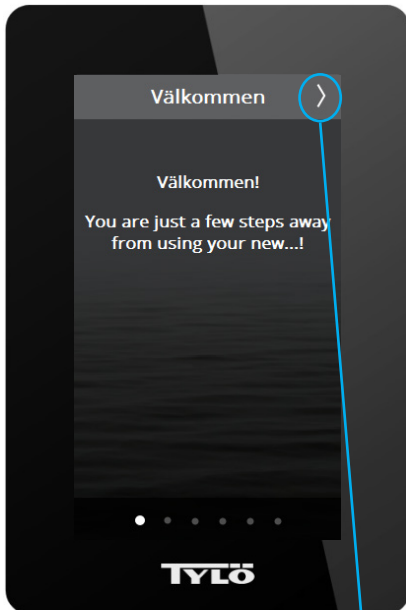 Välkommen
Välkommen!
You are just a few steps away
from using your new...!
TYLÖ